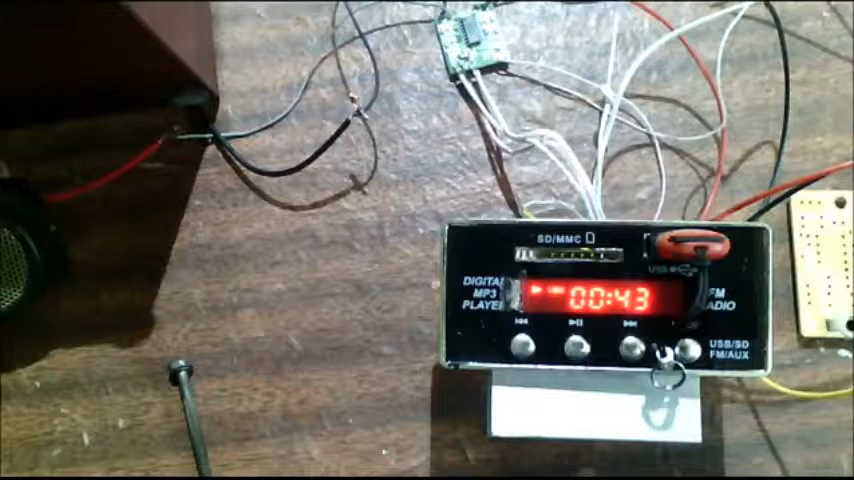 SD/MMC
DIGITAL
MP3
PLAYER
USB
00:43
FM
RADIO
USB/SD
FM/AUX